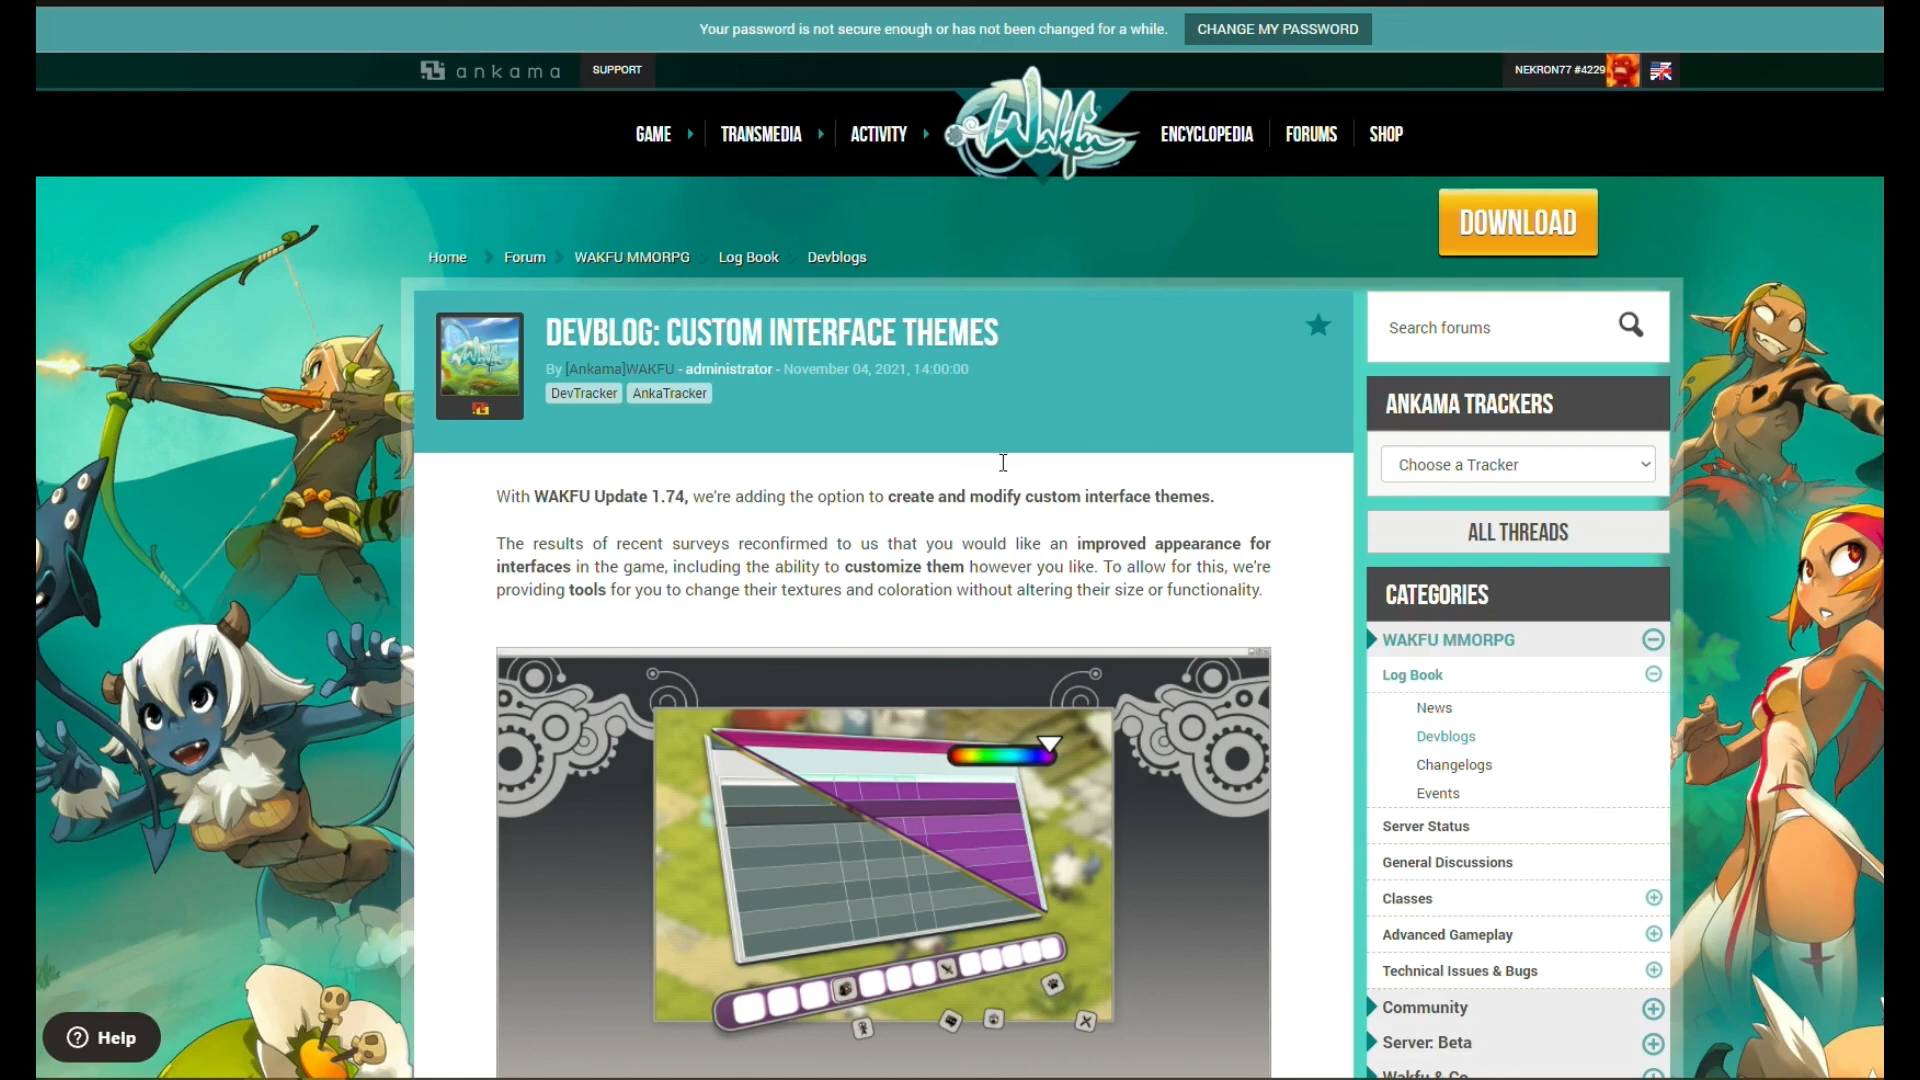 Your password is not secure enough or has not been changed for a while. CHANGE MY PASSWORD
ankama SUPPORT NEKRON77 #4229
GAME TRANSMEDIA ACTIVITY Wakfu ENCYCLOPEDIA FORUMS SHOP
DOWNLOAD
Home Forum WAKFU MMORPG Log Book Devblogs
DEVBLOG: CUSTOM INTERFACE THEMES
By [Ankama]WAKFU - administrator - November 04, 2021, 14:00:00
DevTracker AnkaTracker
With WAKFU Update 1.74, we're adding the option to create and modify custom interface themes.
The results of recent surveys reconfirmed to us that you would like an improved appearance for
interfaces in the game, including the ability to customize them however you like. To allow for this, we're
providing tools for you to change their textures and coloration without altering their size or functionality.
Search forums
ANKAMA TRACKERS
Choose a Tracker
ALL THREADS
CATEGORIES
WAKFU MMORPG
Log Book
News
Devblogs
Changelogs
Events
Server Status
General Discussions
Classes
Advanced Gameplay
Technical Issues & Bugs
Community
Server: Beta
Wakfu & Co
Help